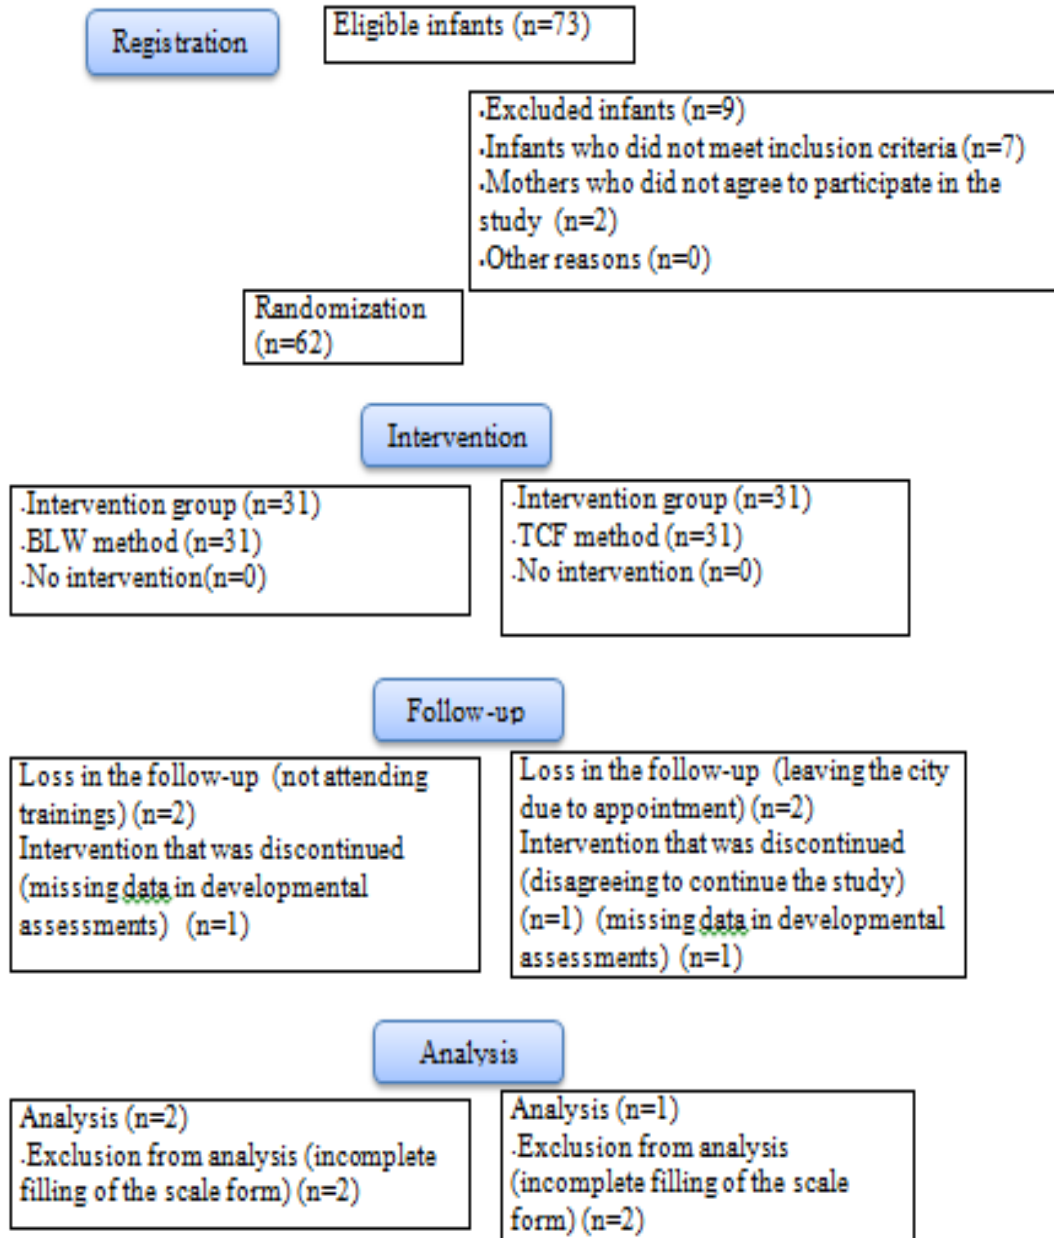 Registration
Eligible infants (n=73)
.Excluded infants (n=9)
.Infants who did not meet inclusion criteria (n=7)
.Mothers who did not agree to participate in the
study (n=2)
.Other reasons (n=0)
Randomization
(n=62)
Intervention
.Intervention group (n=31)
.BLW method (n=31)
.No intervention(n=0)
.Intervention group (n=31)
.TCF method (n=31)
.No intervention (n=0)
Follow-up
Loss in the follow-up (not attending
trainings) (n=2)
Intervention that was discontinued
(missing data in developmental
assessments) (n=1)
Loss in the follow-up (leaving the city
due to appointment) (n=2)
Intervention that was discontinued
(disagreeing to continue the study)
(n=1) (missing data in developmental
assessments) (n=1)
Analysis
Analysis (n=2)
.Exclusion from analysis (incomplete
filling of the scale form) (n=2)
Analysis (n=1)
.Exclusion from analysis
(incomplete filling of the scale
form) (n=2)